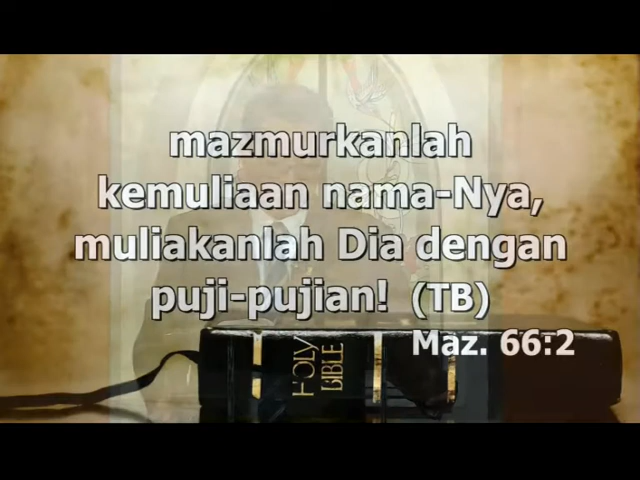 mazmurkanlah
kemuliaan nama-Nya,
muliakanlah Dia dengan
puji-pujian! (TB)
Maz. 66:2
HOLY
BIBLE